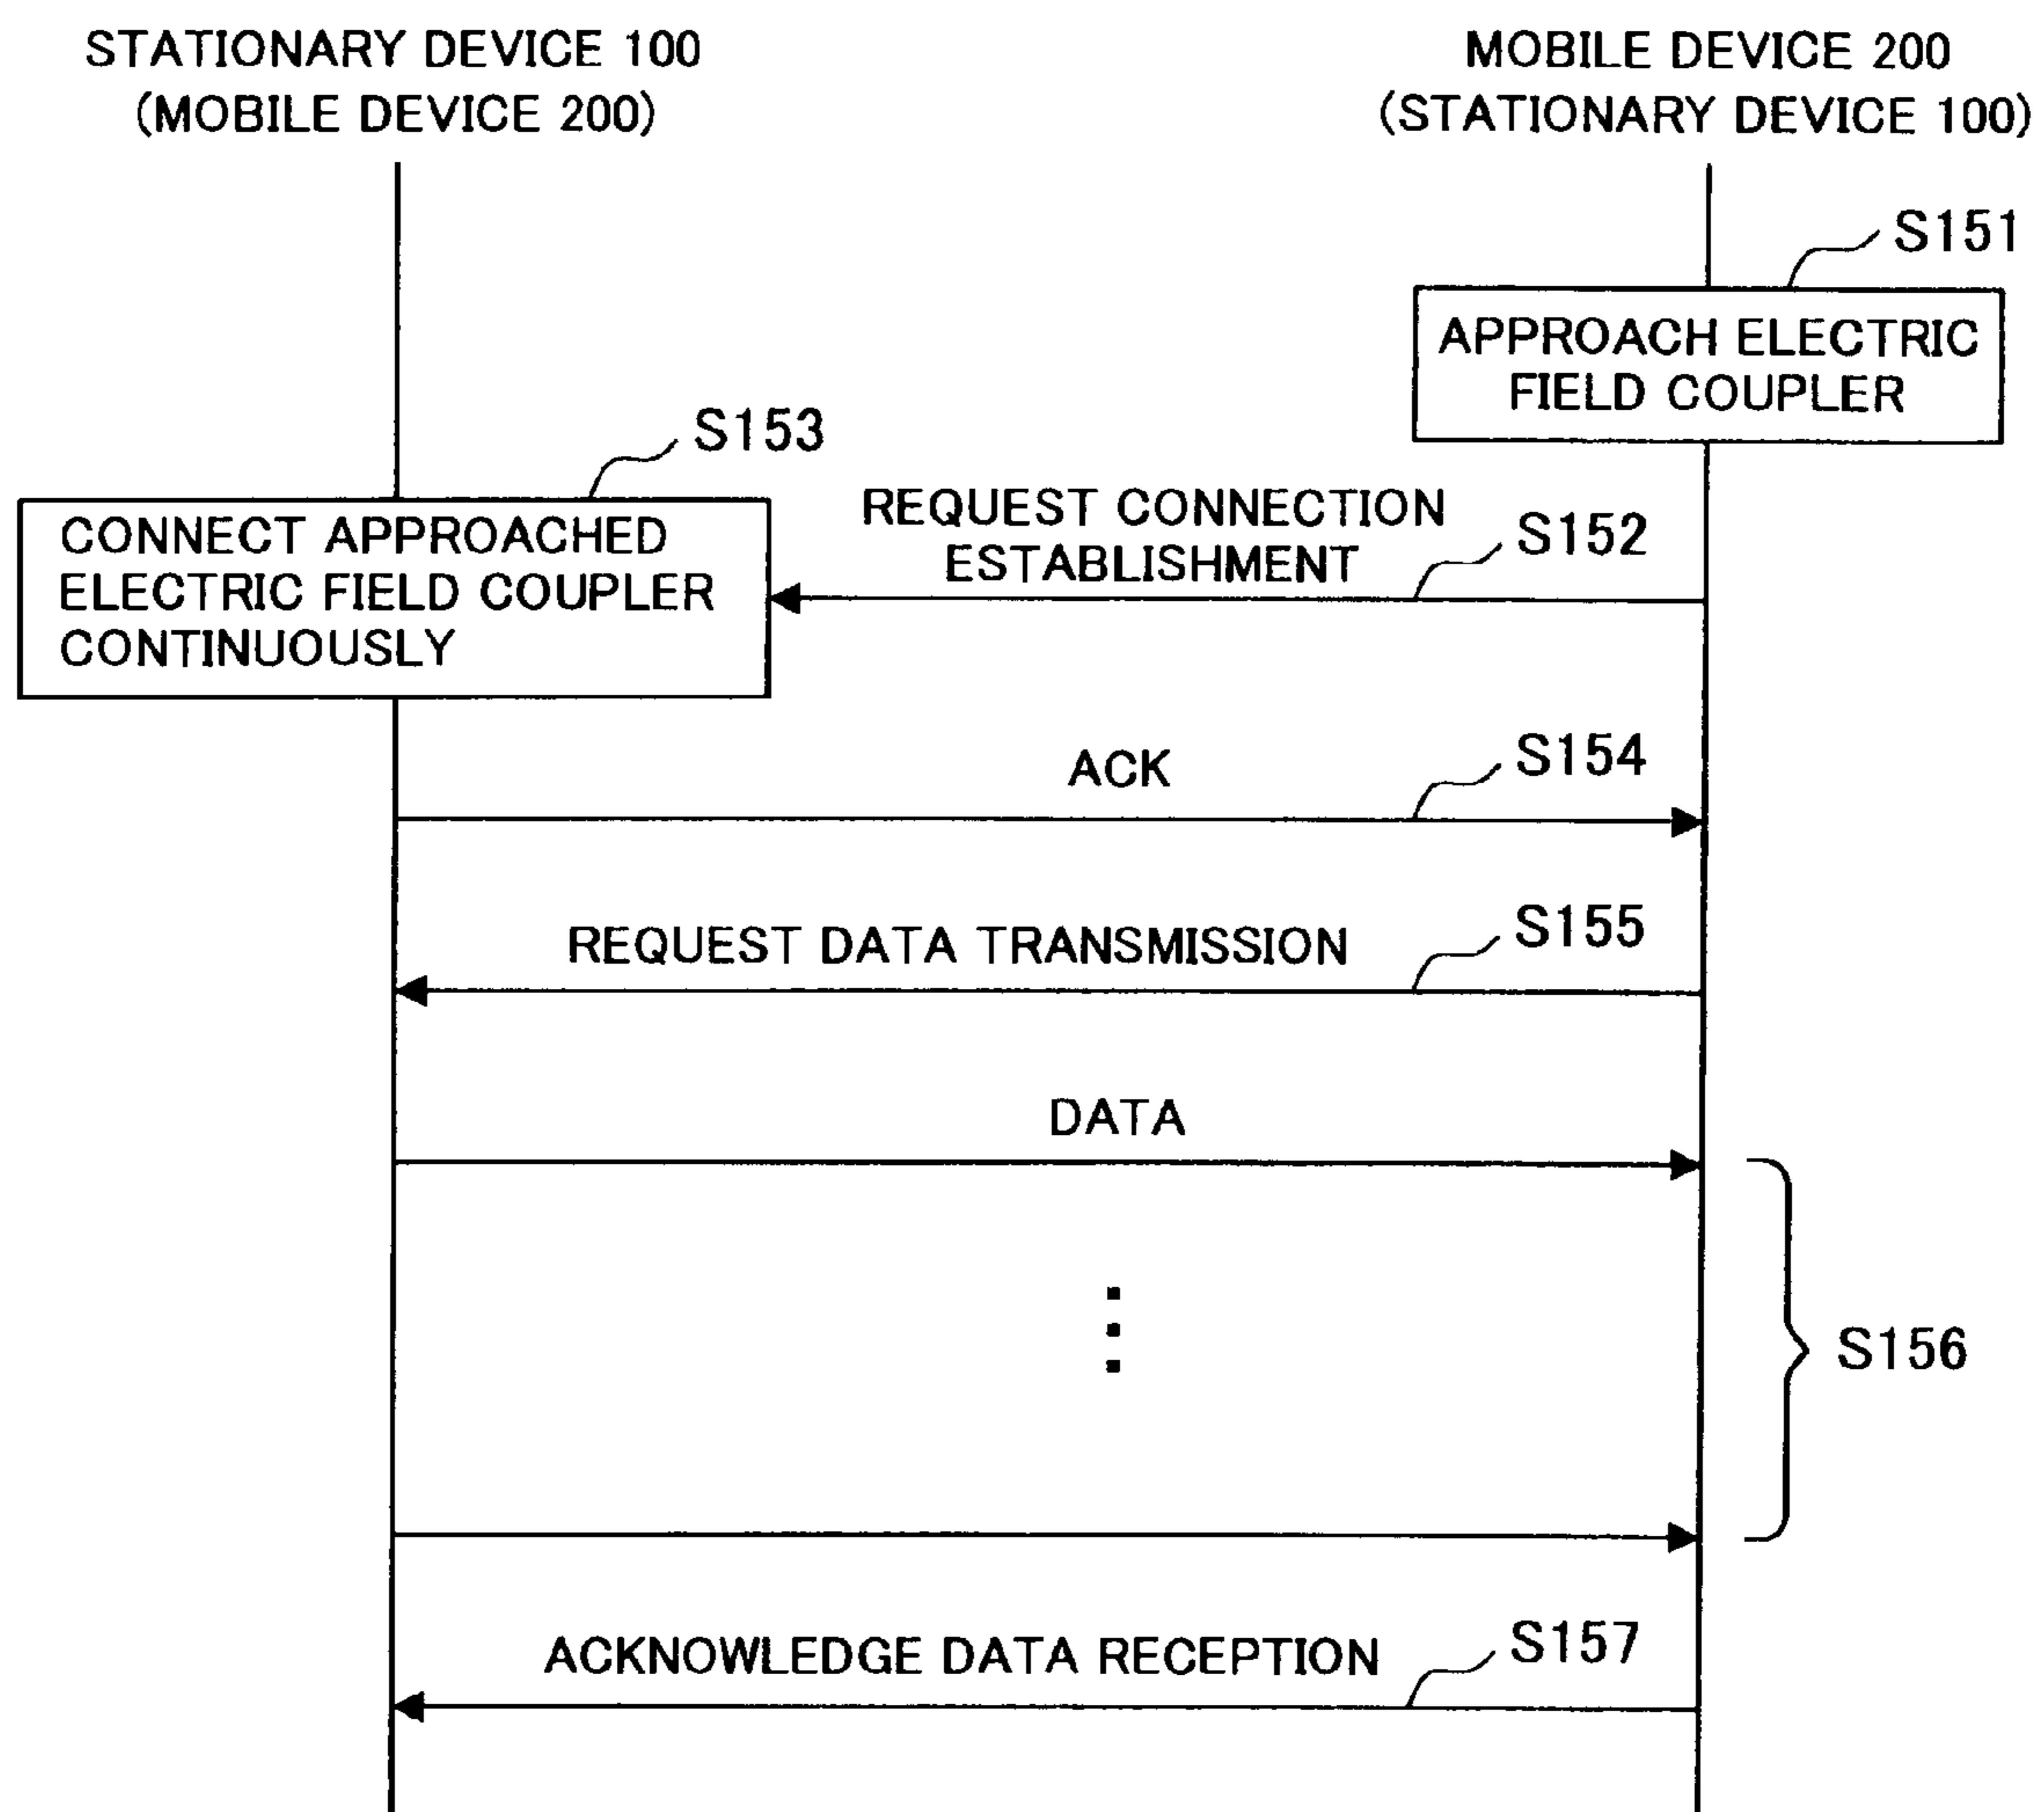 STATIONARY DEVICE 100
(MOBILE DEVICE 200)
MOBILE DEVICE 200
(STATIONARY DEVICE 100)
S151
APPROACH ELECTRIC
FIELD COUPLER
S153
CONNECT APPROACHED
ELECTRIC FIELD COUPLER
CONTINUOUSLY
REQUEST CONNECTION
ESTABLISHMENT
S152
ACK
S154
REQUEST DATA TRANSMISSION
S155
DATA
S156
ACKNOWLEDGE DATA RECEPTION
S157